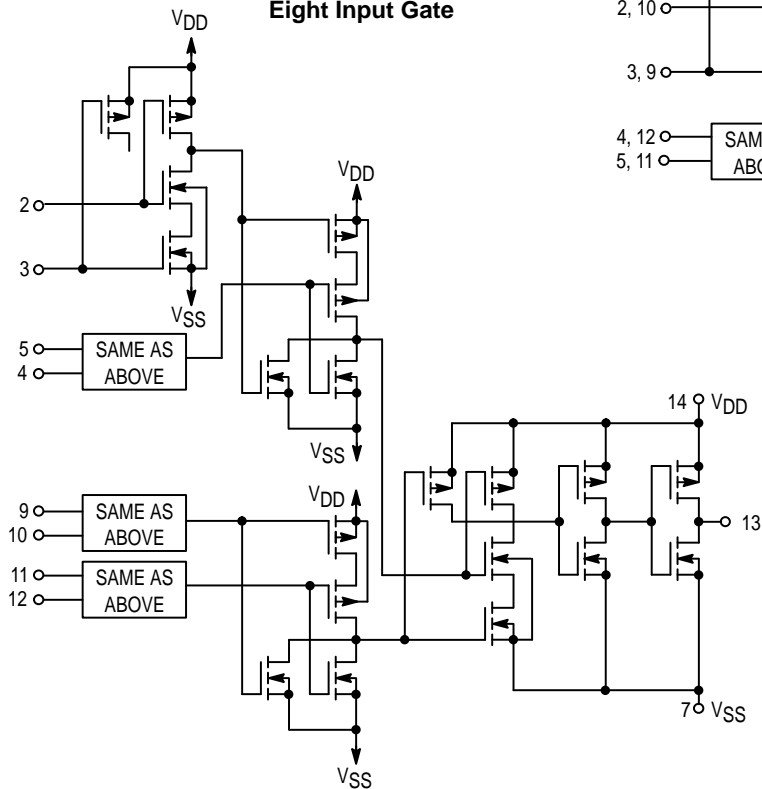 Eight Input Gate
VDD
2, 10
3, 9
4, 12
5, 11
SAM
ABO
2
3
VSS
VDD
5
4
SAME AS
ABOVE
VSS
14 VDD
13
7 VSS
9
10
SAME AS
ABOVE
11
12
SAME AS
ABOVE
VDD
VSS